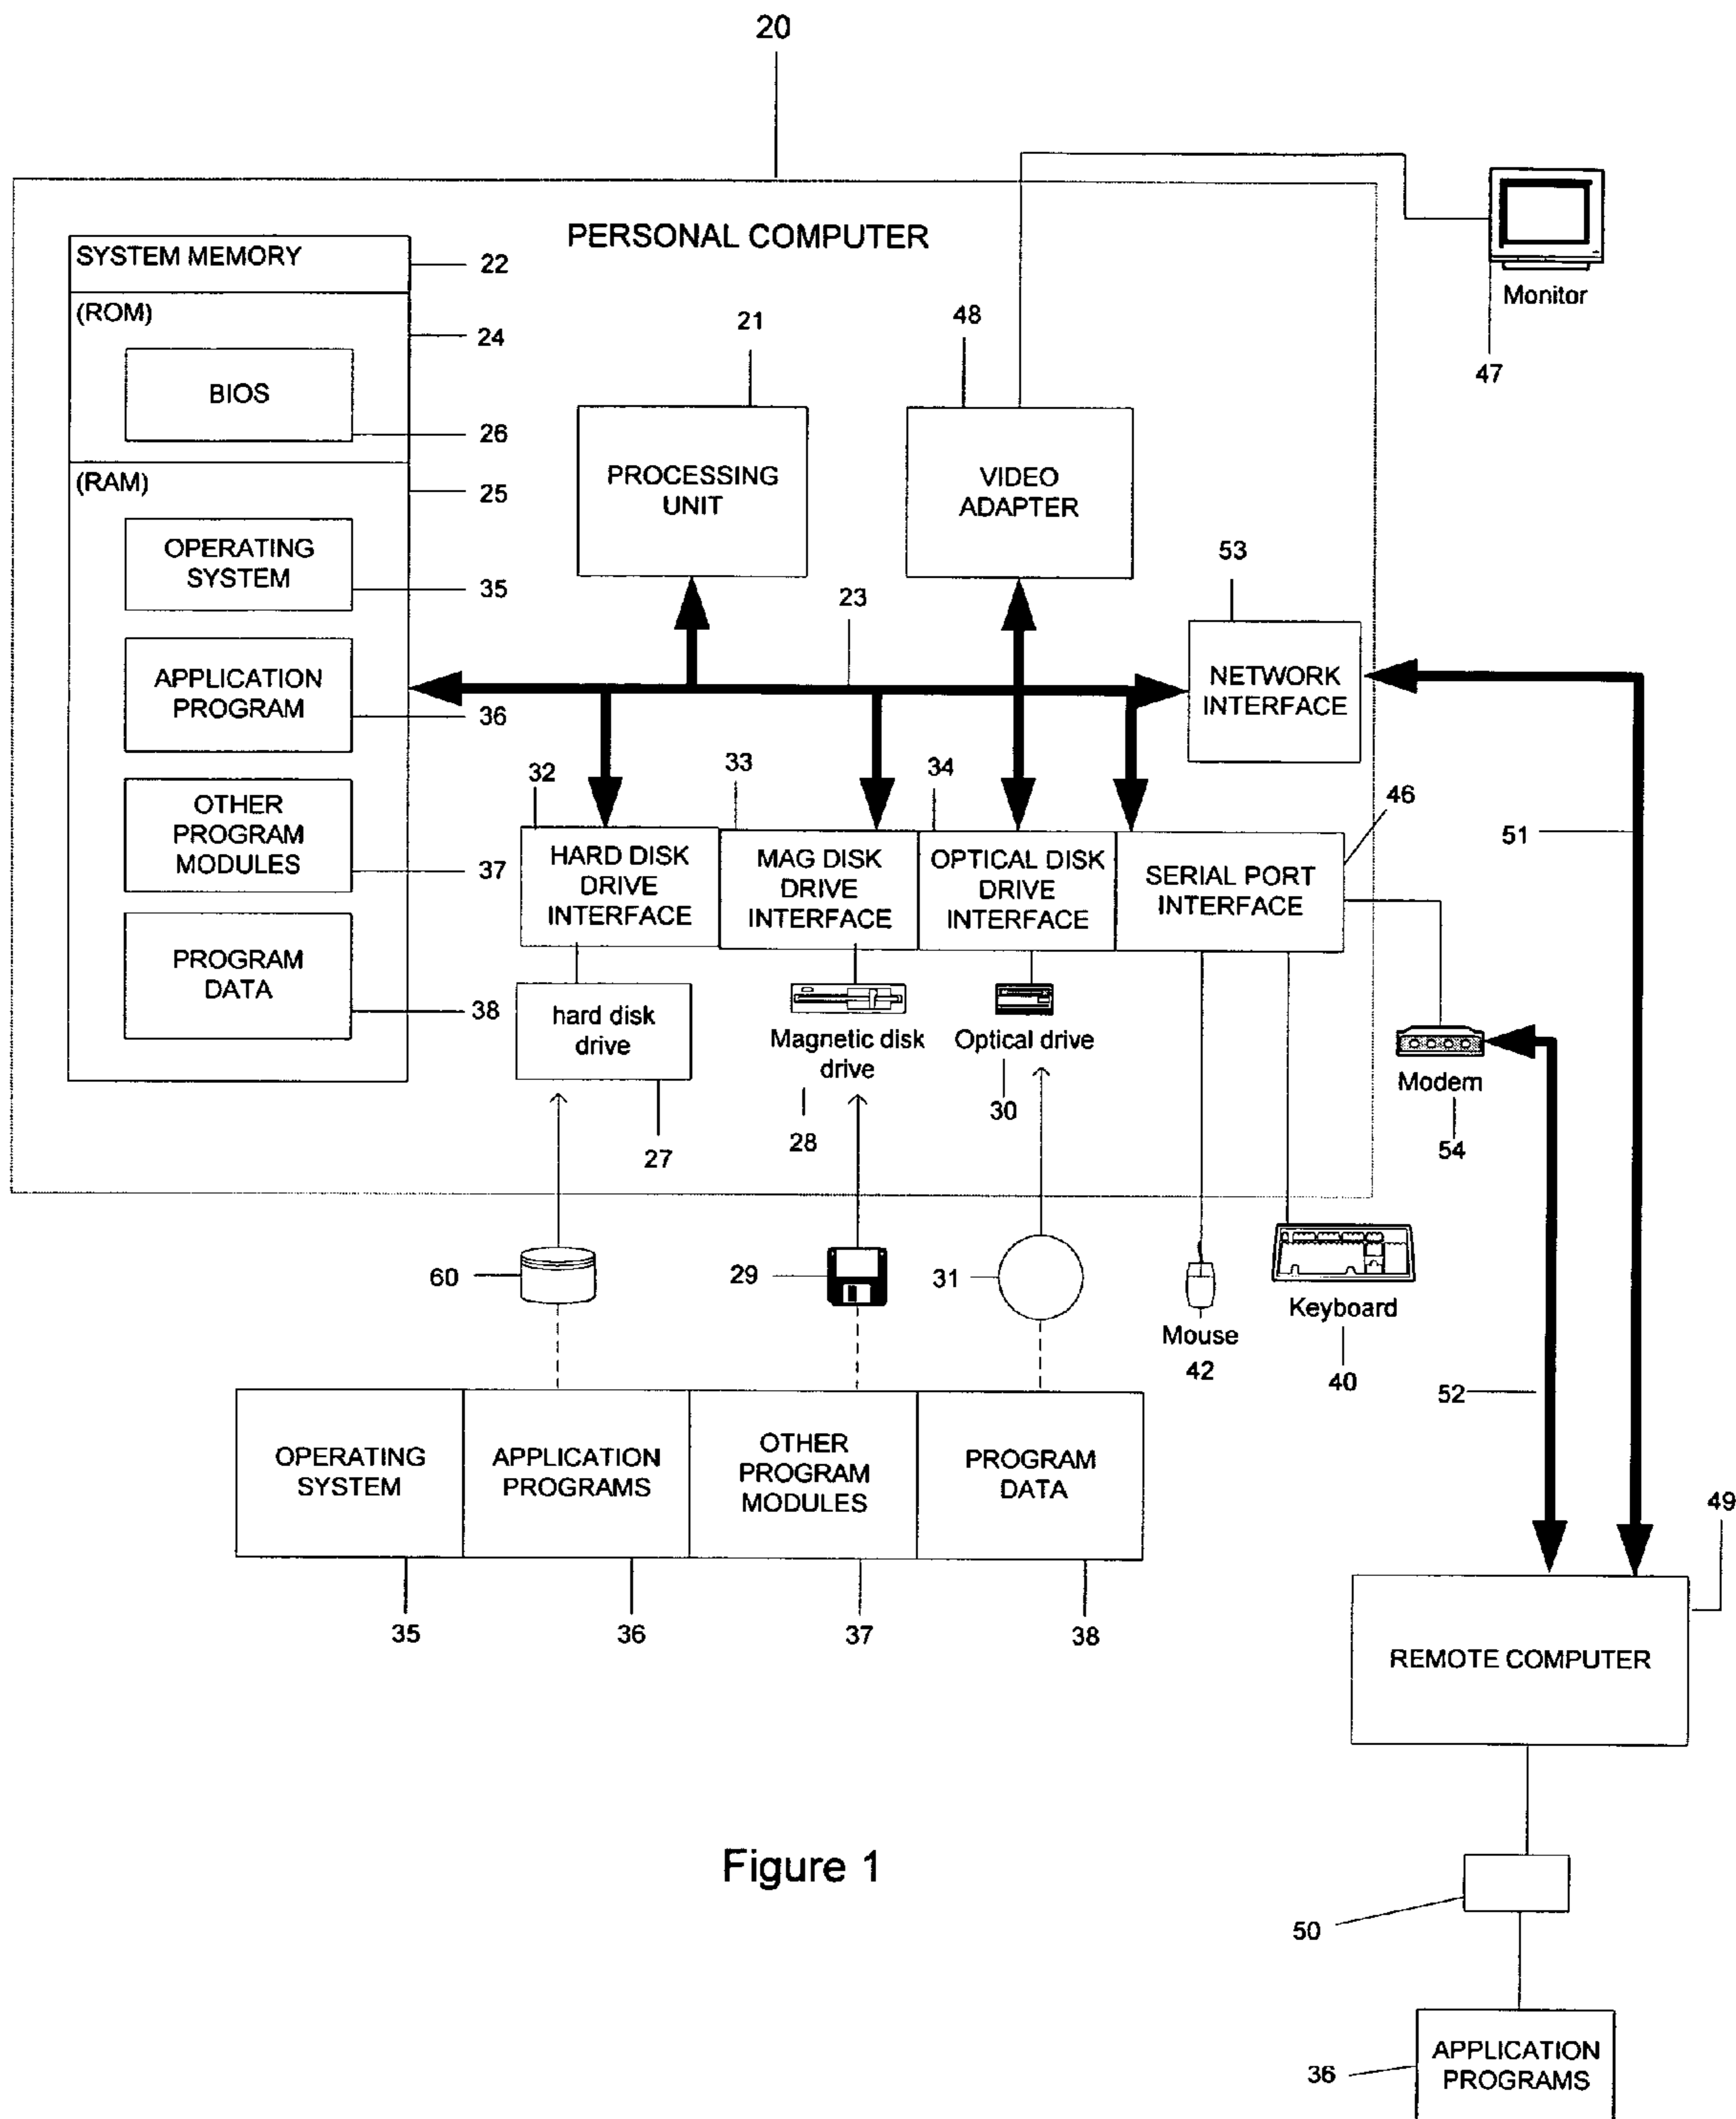 20
PERSONAL COMPUTER
SYSTEM MEMORY
22
(ROM)
24
BIOS
26
(RAM)
25
OPERATING
SYSTEM
35
APPLICATION
PROGRAM
36
OTHER
PROGRAM
MODULES
37
PROGRAM
DATA
38
21
PROCESSING
UNIT
48
VIDEO
ADAPTER
Monitor
47
23
53
NETWORK
INTERFACE
32
HARD DISK
DRIVE
INTERFACE
33
MAG DISK
DRIVE
INTERFACE
34
OPTICAL DISK
DRIVE
INTERFACE
46
SERIAL PORT
INTERFACE
51
hard disk
drive
27
Magnetic disk
drive
28
Optical drive
30
Modem
54
60
29
31
Mouse
42
Keyboard
40
52
OPERATING
SYSTEM
APPLICATION
PROGRAMS
OTHER
PROGRAM
MODULES
PROGRAM
DATA
35
36
37
38
49
REMOTE COMPUTER
Figure 1
50
36
APPLICATION
PROGRAMS